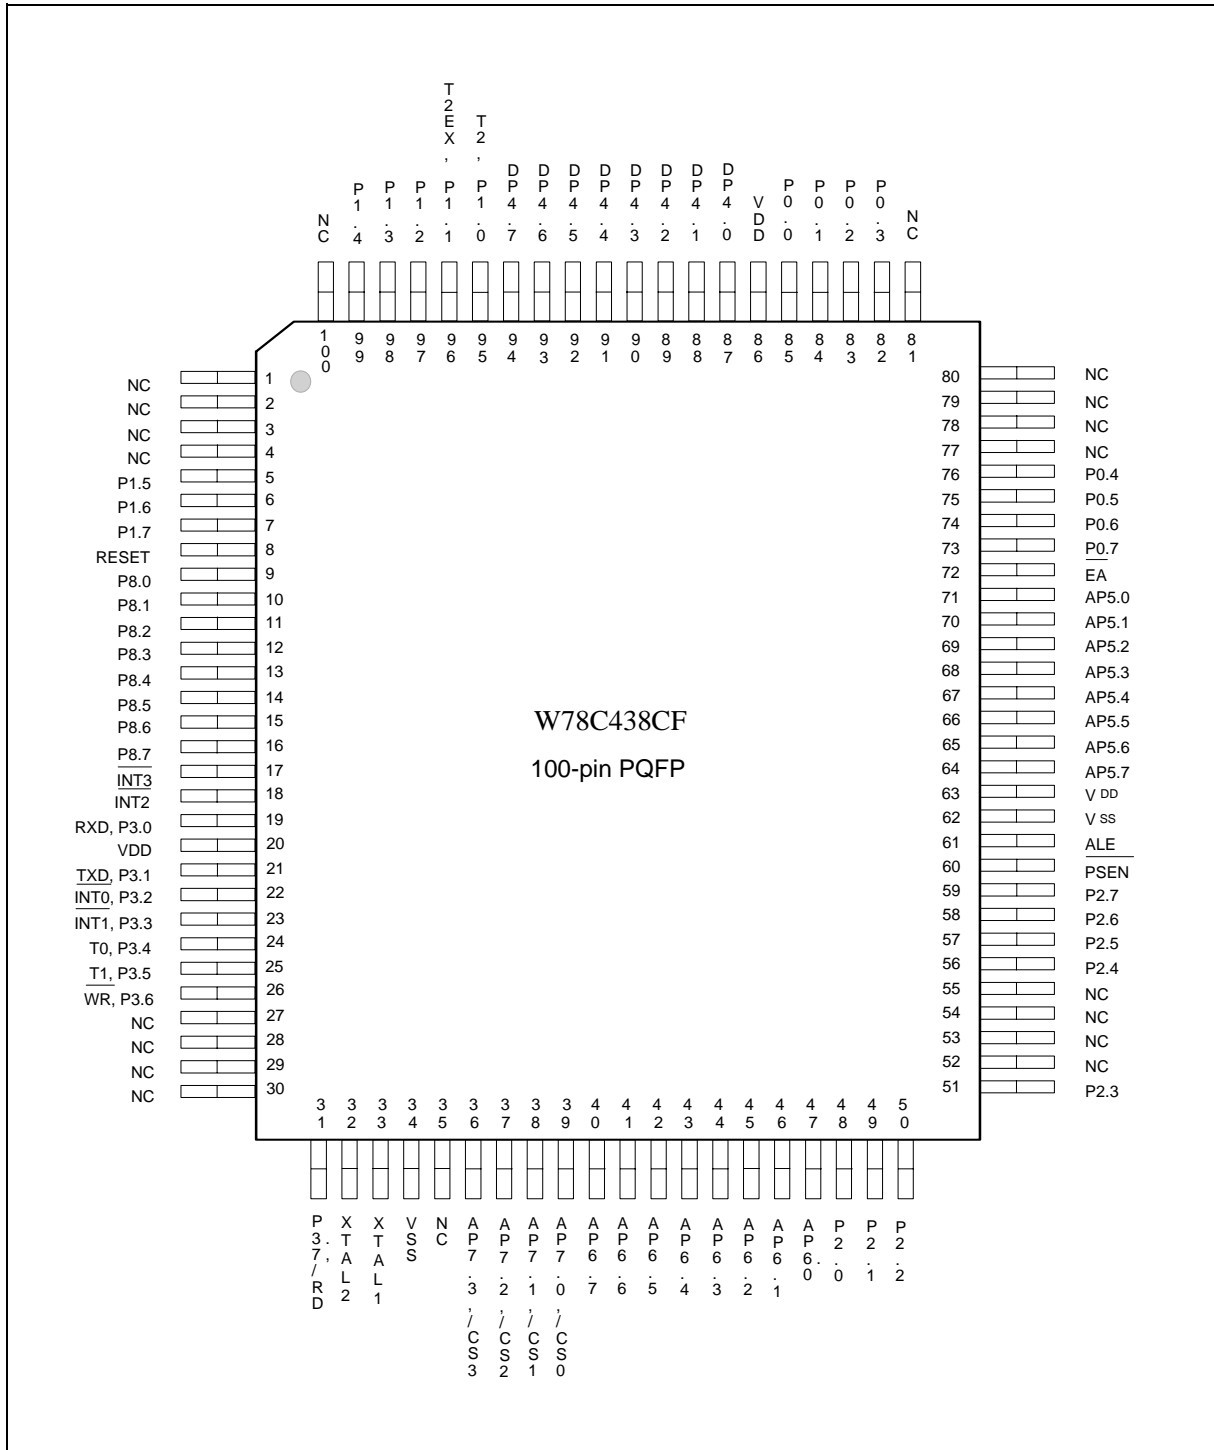 NC
P1.4
P1.3
P1.2
T2EX, P1.1
T2, P1.0
DP4.7
DP4.6
DP4.5
DP4.4
DP4.3
DP4.2
DP4.1
DP4.0
VDD
P0.0
P0.1
P0.2
P0.3
NC
100 99 98 97 96 95 94 93 92 91 90 89 88 87 86 85 84 83 82 81
NC 1
NC 2
NC 3
NC 4
P1.5 5
P1.6 6
P1.7 7
RESET 8
P8.0 9
P8.1 10
P8.2 11
P8.3 12
P8.4 13
P8.5 14
P8.6 15
P8.7 16
INT3 17
INT2 18
RXD, P3.0 19
VDD 20
TXD, P3.1 21
INT0, P3.2 22
INT1, P3.3 23
T0, P3.4 24
T1, P3.5 25
WR, P3.6 26
NC 27
NC 28
NC 29
NC 30
W78C438CF
100-pin PQFP
80 NC
79 NC
78 NC
77 NC
76 P0.4
75 P0.5
74 P0.6
73 P0.7
72 EA
71 AP5.0
70 AP5.1
69 AP5.2
68 AP5.3
67 AP5.4
66 AP5.5
65 AP5.6
64 AP5.7
63 VDD
62 VSS
61 ALE
60 PSEN
59 P2.7
58 P2.6
57 P2.5
56 P2.4
55 NC
54 NC
53 NC
52 NC
51 P2.3
31 32 33 34 35 36 37 38 39 40 41 42 43 44 45 46 47 48 49 50
P3.7,/RD
XTAL2
XTAL1
VSS
NC
AP7.3,/CS3
AP7.2,/CS2
AP7.1,/CS1
AP7.0,/CS0
AP6.7
AP6.6
AP6.5
AP6.4
AP6.3
AP6.2
AP6.1
AP6.0
P2.0
P2.1
P2.2